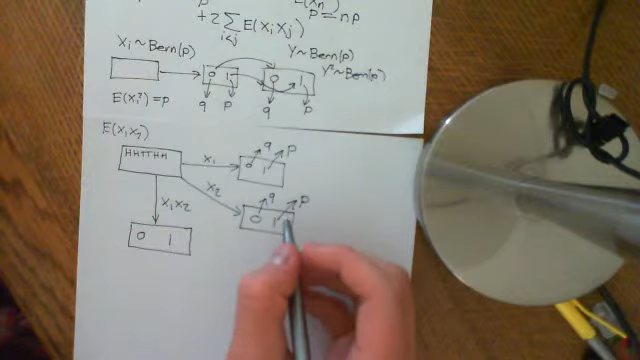 p = np
+ 2 Σ E(XᵢXⱼ)
i<j
Xᵢ ~ Bern(p)
Y ~ Bern(p)
Y² ~ Bern(p)
0 1
0 1
E(Xᵢ²) = p
q p
q p
E(X₁X₂)
HHTTHH
X₁
q p
0 1
X₂
q p
0 1
X₁X₂
0 1